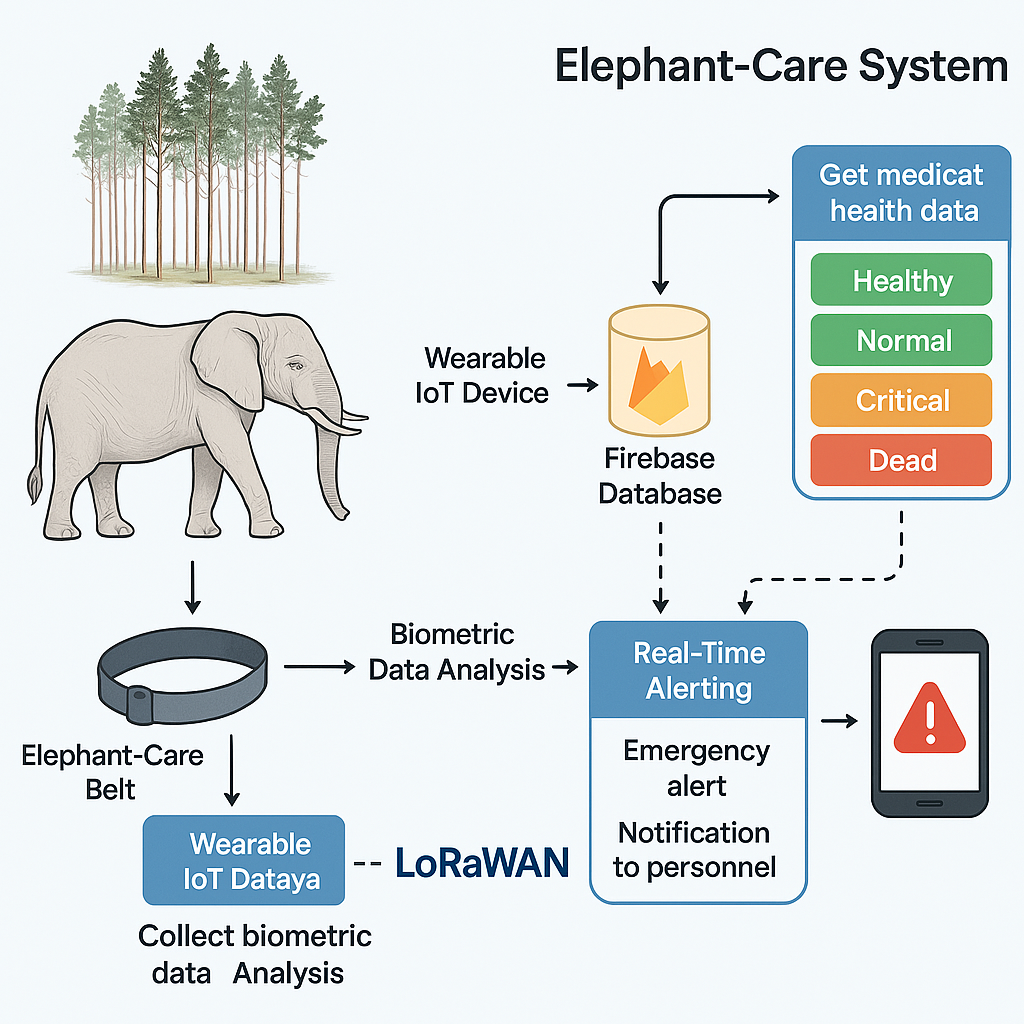 Elephant-Care System
Get medicat
heaith data
Healthy
Normal
Critical
Dead
Wearable
IoT Device
Firebase
Database
Biometric
Data Analysis
Real-Time
Alerting
Emergency
alert
Notification
to personnel
Elephant-Care
Belt
Wearable
IoT Dataya
LoRaWAN
Collect biometric
data Analysis